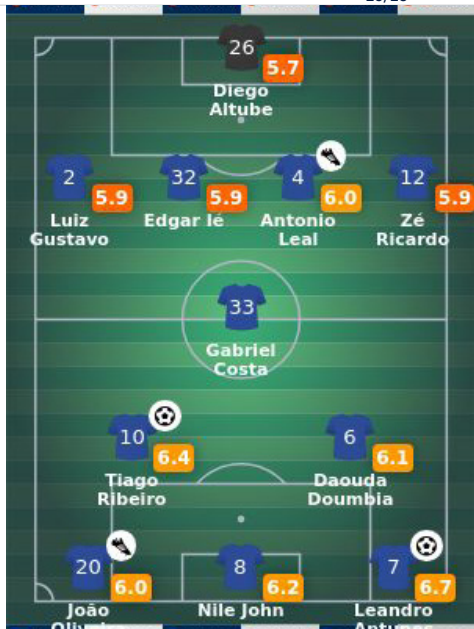 26
5.7
Diego
Altube
2 32 4 12
5.9 5.9 6.0 5.9
Luiz Edgar Ié Antonio Zé
Gustavo Leal Ricardo
33
Gabriel
Costa
10 6
6.4 6.1
Tiago Daouda
Ribeiro Doumbia
20 8 7
6.0 6.2 6.7
João Nile John Leandro